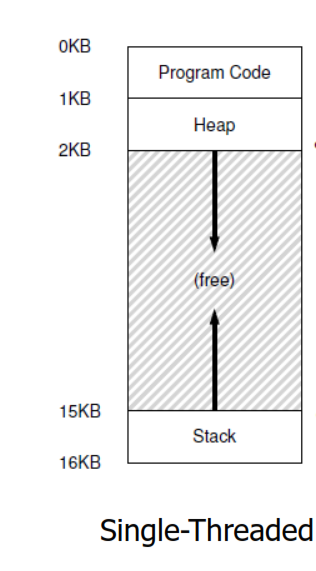 0KB
Program Code
1KB
Heap
2KB
(free)
15KB
Stack
16KB
Single-Threaded